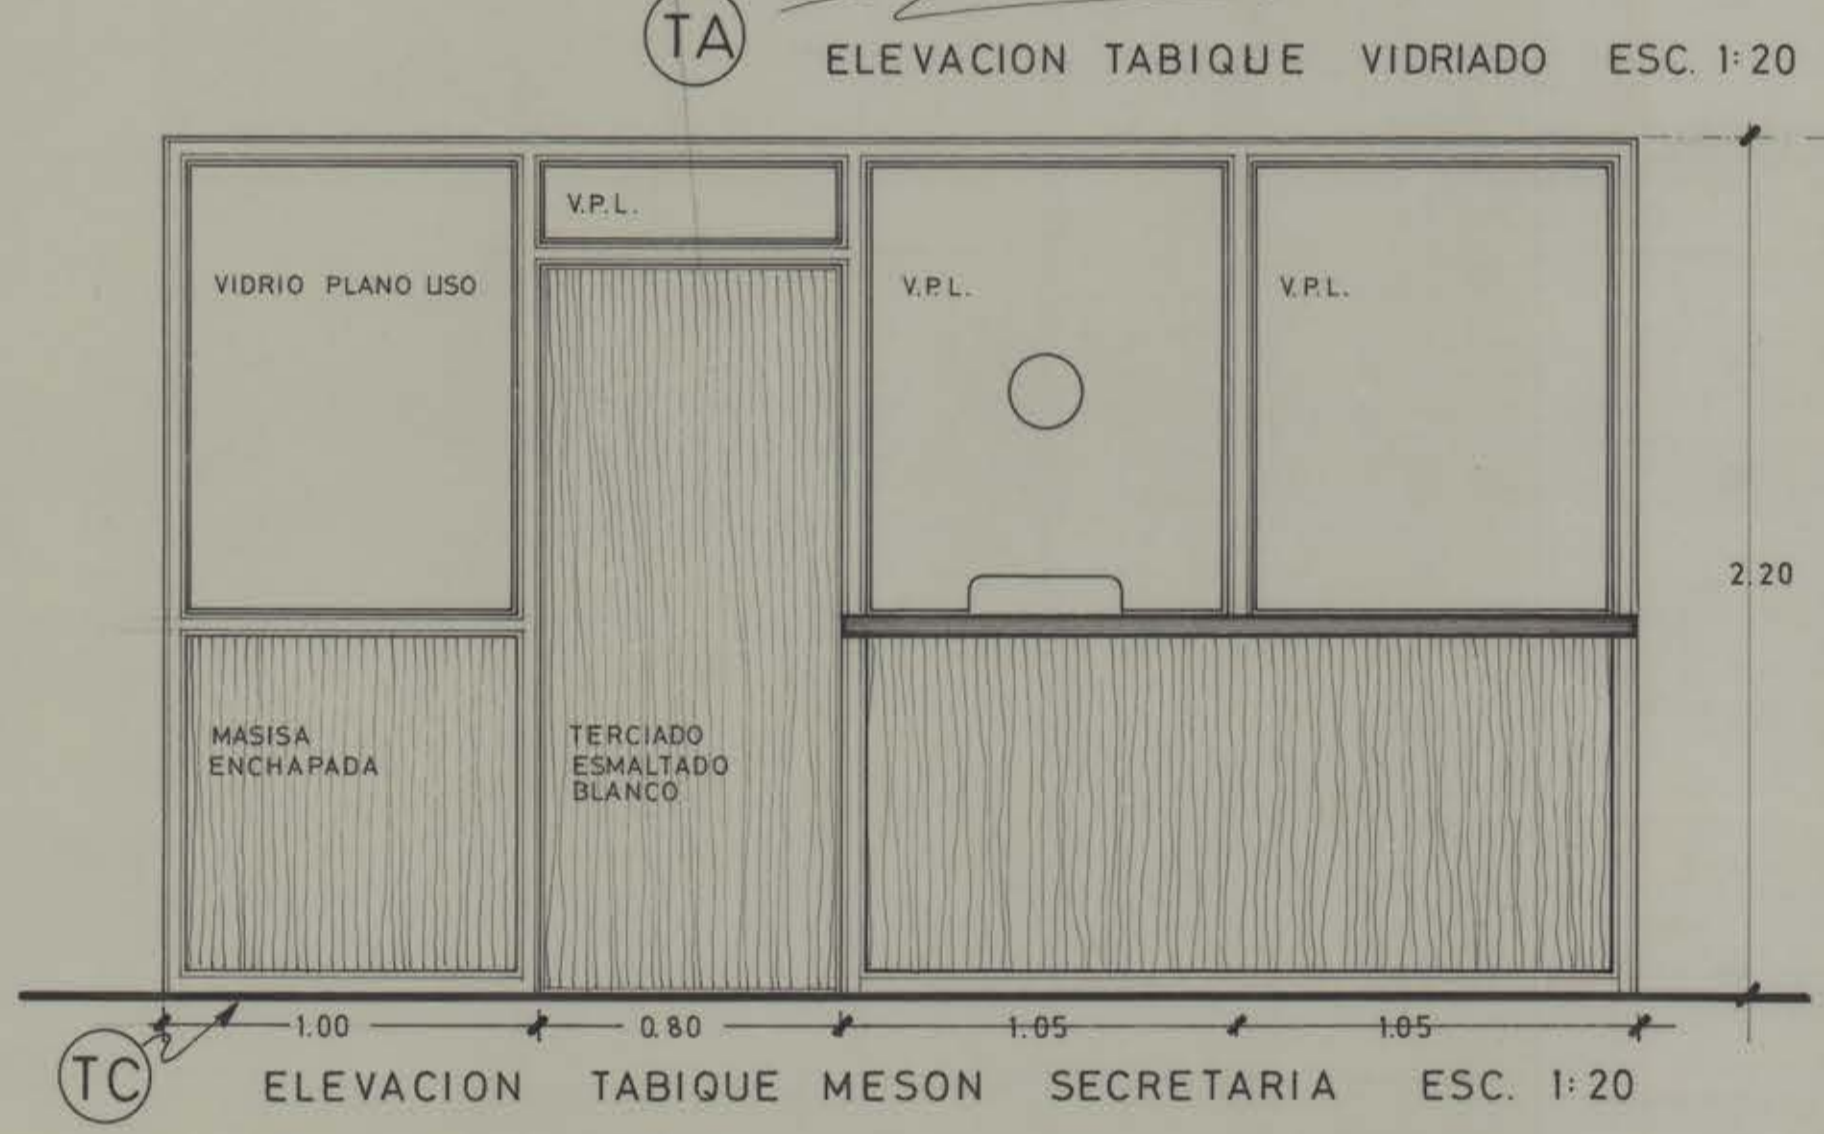 TA
ELEVACION TABIQUE VIDRIADO ESC. 1:20
V.P.L.
VIDRIO PLANO LISO
V.P.L.
V.P.L.
2.20
MASISA
ENCHAPADA
TERCIADO
ESMALTADO
BLANCO
1.00 0.80 1.05 1.05
TC
ELEVACION TABIQUE MESON SECRETARIA ESC. 1:20